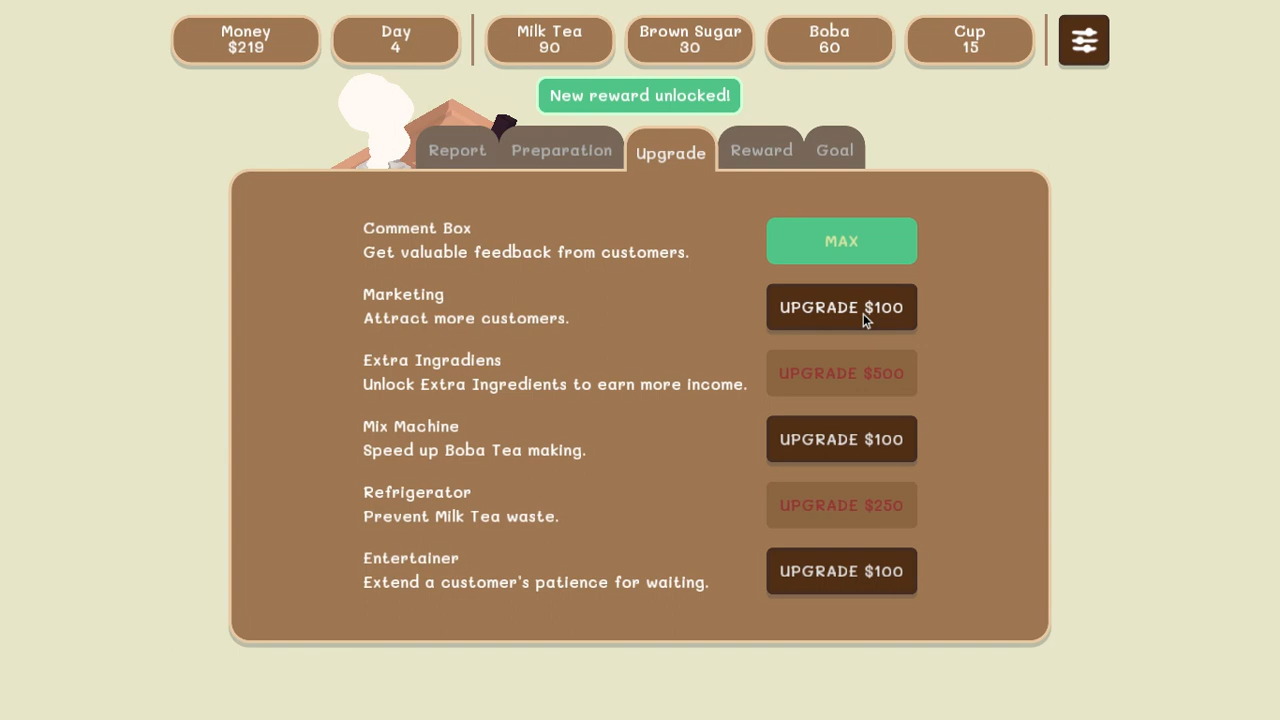 Money
$219
Day
4
Milk Tea
90
Brown Sugar
30
Boba
60
Cup
15
New reward unlocked!
Report
Preparation
Upgrade
Reward
Goal
Comment Box
Get valuable feedback from customers.
MAX
Marketing
Attract more customers.
UPGRADE $100
Extra Ingradiens
Unlock Extra Ingredients to earn more income.
UPGRADE $500
Mix Machine
Speed up Boba Tea making.
UPGRADE $100
Refrigerator
Prevent Milk Tea waste.
UPGRADE $250
Entertainer
Extend a customer's patience for waiting.
UPGRADE $100